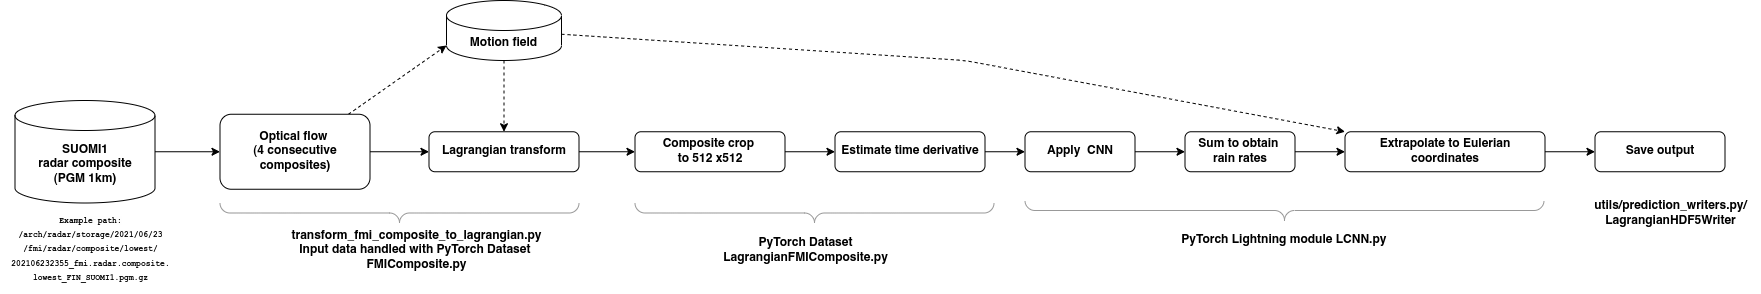 Motion field
SUOMI1
radar composite
(PGM 1km)
Optical flow
(4 consecutive
composites)
Lagrangian transform
Composite crop
to 512 x512
Estimate time derivative
Apply CNN
Sum to obtain
rain rates
Extrapolate to Eulerian
coordinates
Save output
Example path:
/arch/radar/storage/2021/06/23
/fmi/radar/composite/lowest/
202106232355_fmi.radar.composite.
lowest_FIN_SUOMI1.pgm.gz
transform_fmi_composite_to_lagrangian.py
Input data handled with PyTorch Dataset
FMIComposite.py
PyTorch Dataset
LagrangianFMIComposite.py
PyTorch Lightning module LCNN.py
utils/prediction_writers.py/
LagrangianHDF5Writer